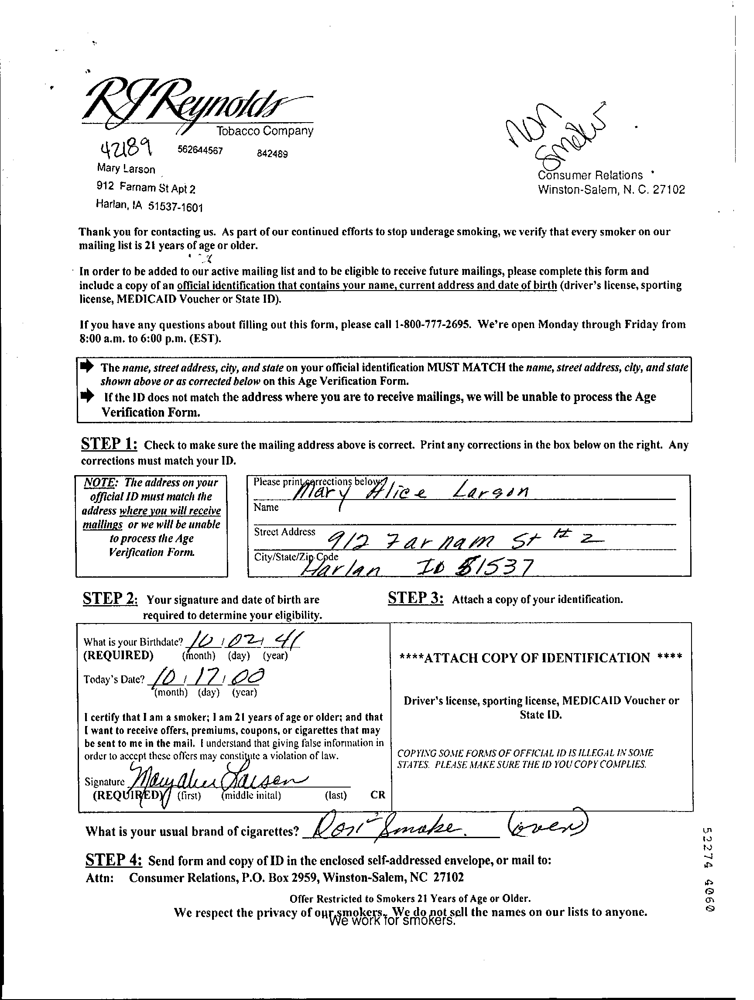 RJReynolds
Tobacco Company
42189 562644567 842489
Mary Larson
912 Farnam St Apt 2
Harlan, IA 51537-1601
Non
Smoker
Consumer Relations
Winston-Salem, N. C. 27102
Thank you for contacting us. As part of our continued efforts to stop underage smoking, we verify that every smoker on our
mailing list is 21 years of age or older.
In order to be added to our active mailing list and to be eligible to receive future mailings, please complete this form and
include a copy of an official identification that contains your name, current address and date of birth (driver's license, sporting
license, MEDICAID Voucher or State ID).
If you have any questions about filling out this form, please call 1-800-777-2695. We're open Monday through Friday from
8:00 a.m. to 6:00 p.m. (EST).
The name, street address, city, and state on your official identification MUST MATCH the name, street address, city, and state
shown above or as corrected below on this Age Verification Form.
If the ID does not match the address where you are to receive mailings, we will be unable to process the Age
Verification Form.
STEP 1: Check to make sure the mailing address above is correct. Print any corrections in the box below on the right. Any
corrections must match your ID.
NOTE: The address on your
official ID must match the
address where you will receive
mailings or we will be unable
to process the Age
Verification Form.
Please print corrections below:
Mary Alice Larson
Name
Street Address 912 Farnam St # 2
City/State/Zip Code
Harlan Io 51537
STEP 2: Your signature and date of birth are
required to determine your eligibility.
What is your Birthdate? 10 / 02 / 41
(REQUIRED) (month) (day) (year)
Today's Date? 10 / 17 / 00
(month) (day) (year)
I certify that I am a smoker; I am 21 years of age or older; and that
I want to receive offers, premiums, coupons, or cigarettes that may
be sent to me in the mail. I understand that giving false information in
order to accept these offers may constitute a violation of law.
Signature Mary Alice Larson
(REQUIRED) (first) (middle inital) (last) CR
STEP 3: Attach a copy of your identification.
****ATTACH COPY OF IDENTIFICATION ****
Driver's license, sporting license, MEDICAID Voucher or
State ID.
COPYING SOME FORMS OF OFFICIAL ID IS ILLEGAL IN SOME
STATES. PLEASE MAKE SURE THE ID YOU COPY COMPLIES.
What is your usual brand of cigarettes? Don't Smoke. (over)
STEP 4: Send form and copy of ID in the enclosed self-addressed envelope, or mail to:
Attn: Consumer Relations, P.O. Box 2959, Winston-Salem, NC 27102
Offer Restricted to Smokers 21 Years of Age or Older.
We respect the privacy of our smokers. We do not sell the names on our lists to anyone.
We work for smokers.
52274 4060